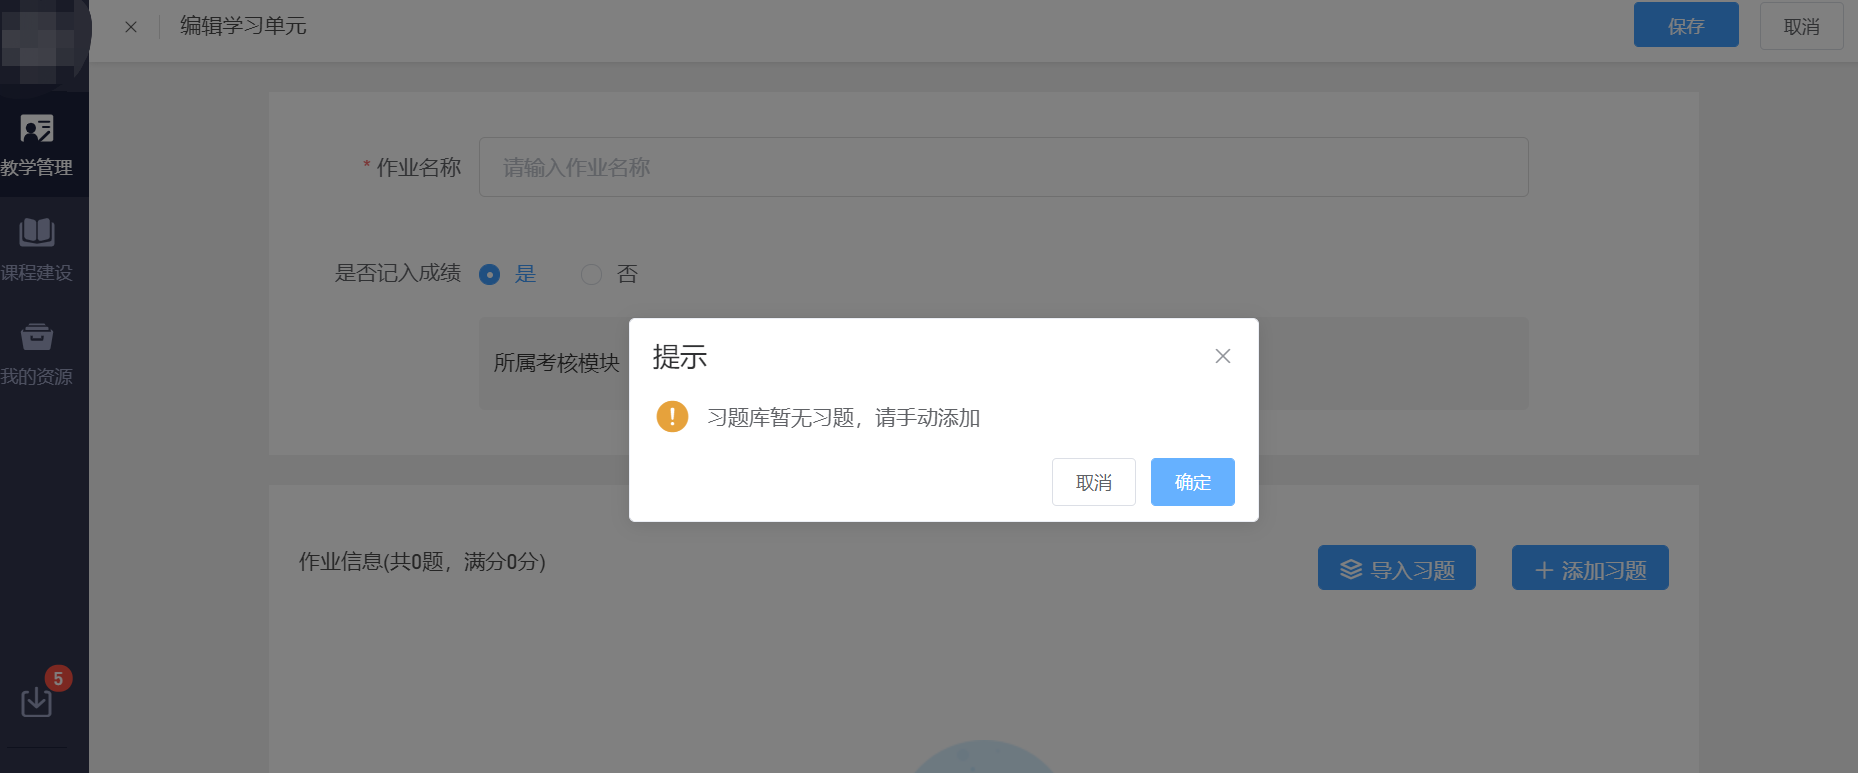 编辑学习单元
保存
取消
教学管理
课程建设
我的资源
5
* 作业名称
请输入作业名称
是否记入成绩
是
否
所属考核模块
提示
习题库暂无习题，请手动添加
取消
确定
作业信息(共0题，满分0分)
导入习题
添加习题